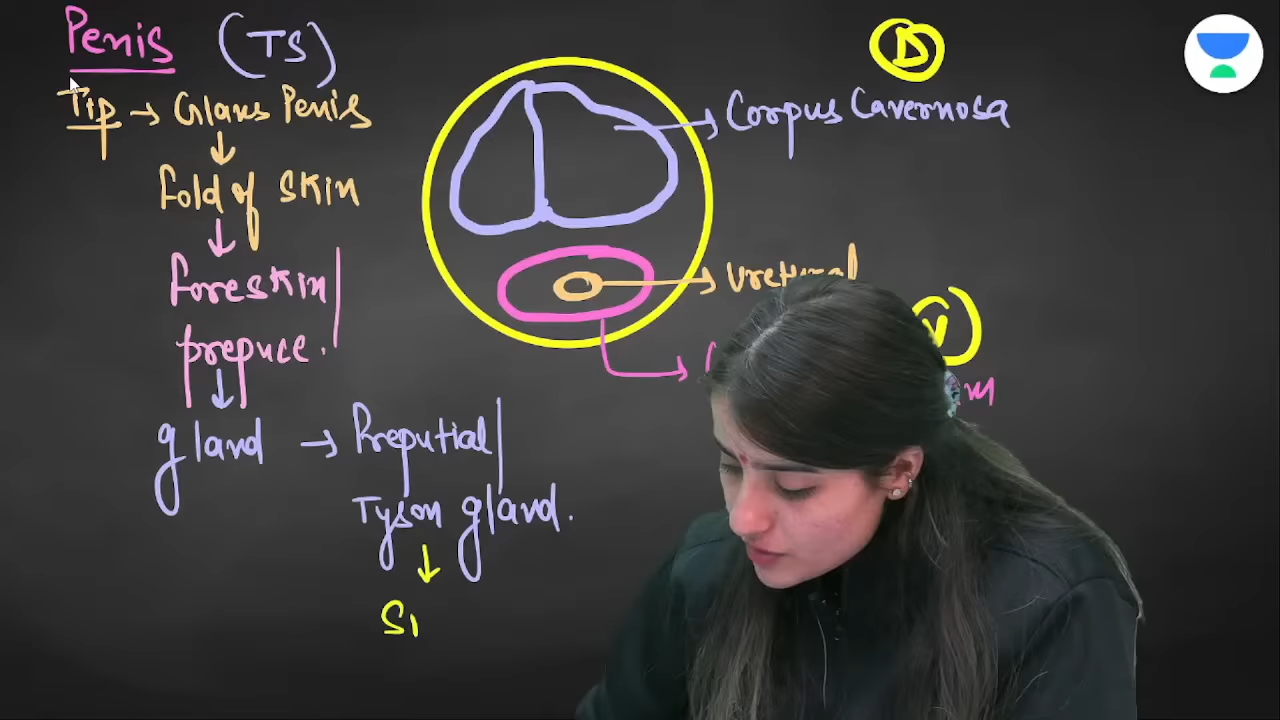 Penis (TS)
Tip → Glans Penis
fold of skin
foreskin/
prepuce.
gland → Preputial/
Tyson gland.
D
Corpus Cavernosa
Urethral
V